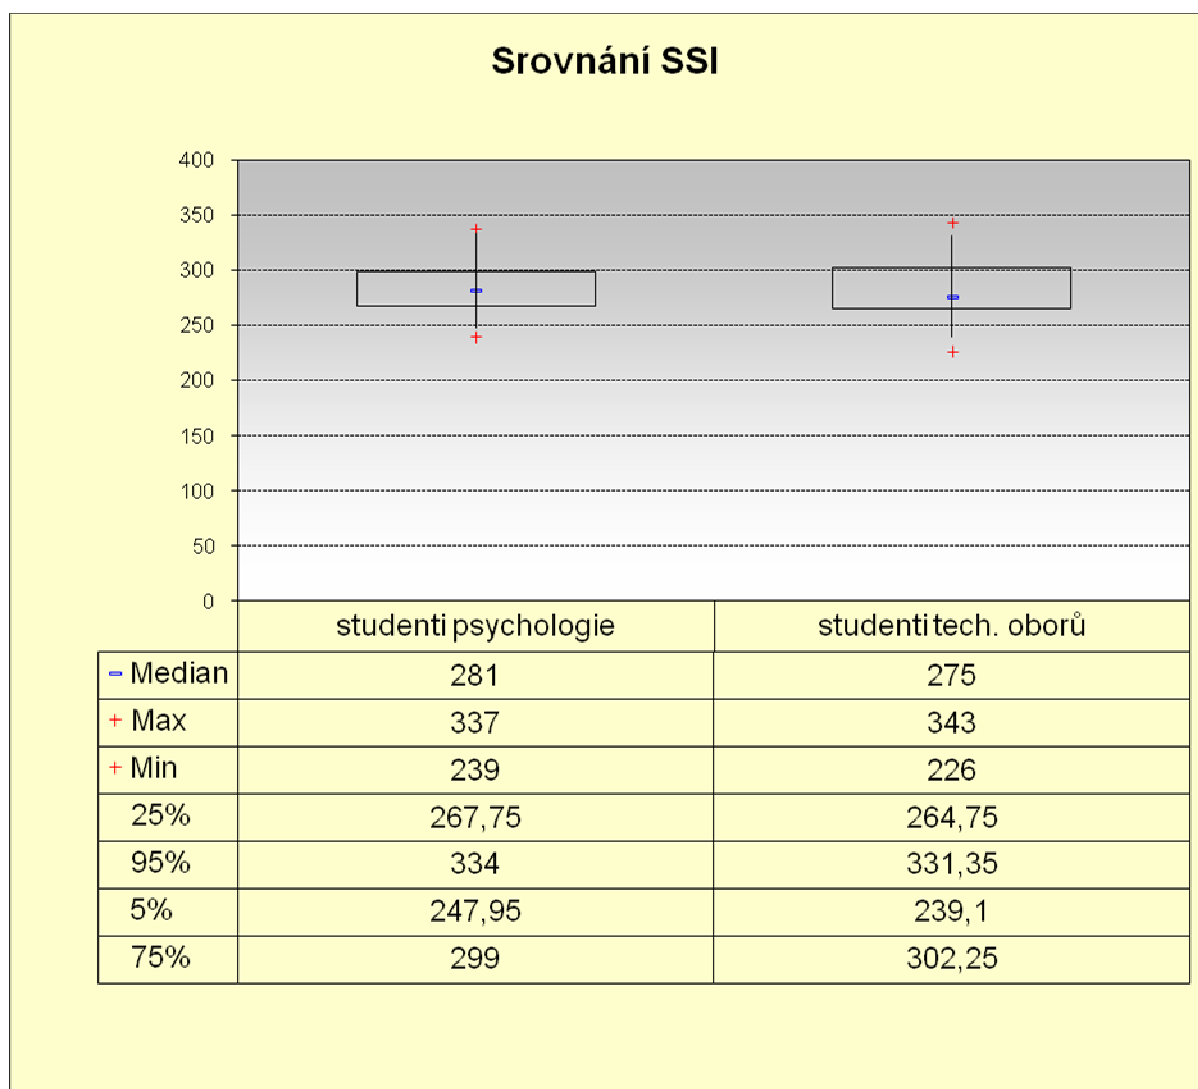 Srovnání SSI
400
350
300
250
200
150
100
50
0
studenti psychologie studenti tech. oborů
Median 281 275
+ Max 337 343
+ Min 239 226
25% 267,75 264,75
95% 334 331,35
5% 247,95 239,1
75% 299 302,25